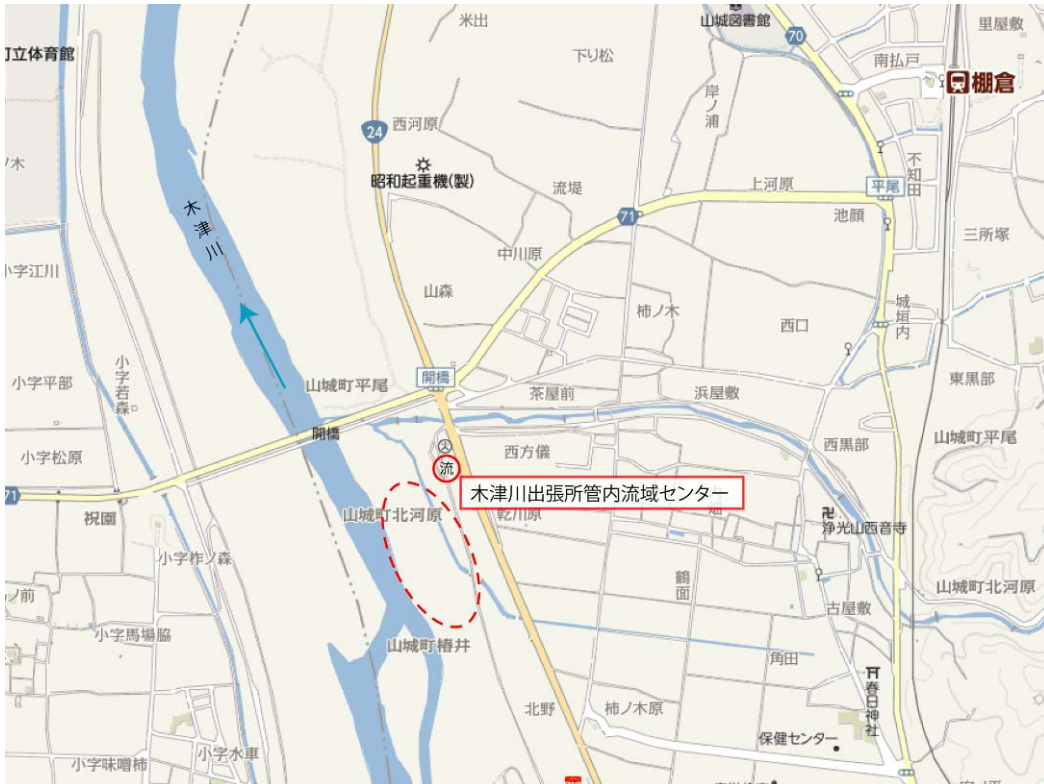 米出
山城図書館
里屋敷
町立体育館
下り松
70
南払戸
棚倉
岸ノ浦
24
西河原
昭和起重機(製)
不知田
流堤
上河原
平尾
71
池顔
木津川
中川原
三所塚
小字江川
山森
柿ノ木
西口
城垣内
小字平部
小字若森
山城町平尾
開橋
茶屋前
浜屋敷
東黒部
開橋
西黒部
山城町平尾
小字松原
西方儀
流
木津川出張所管内流域センター
71
祝園
山城町北河原
乾川原
畑
卍
浄光山西音寺
小字柞ノ森
鶴面
山城町北河原
ノ前
古屋敷
小字馬場脇
山城町椿井
角田
春日神社
北野
柿ノ木原
保健センター
小字水車
小字味噌柿